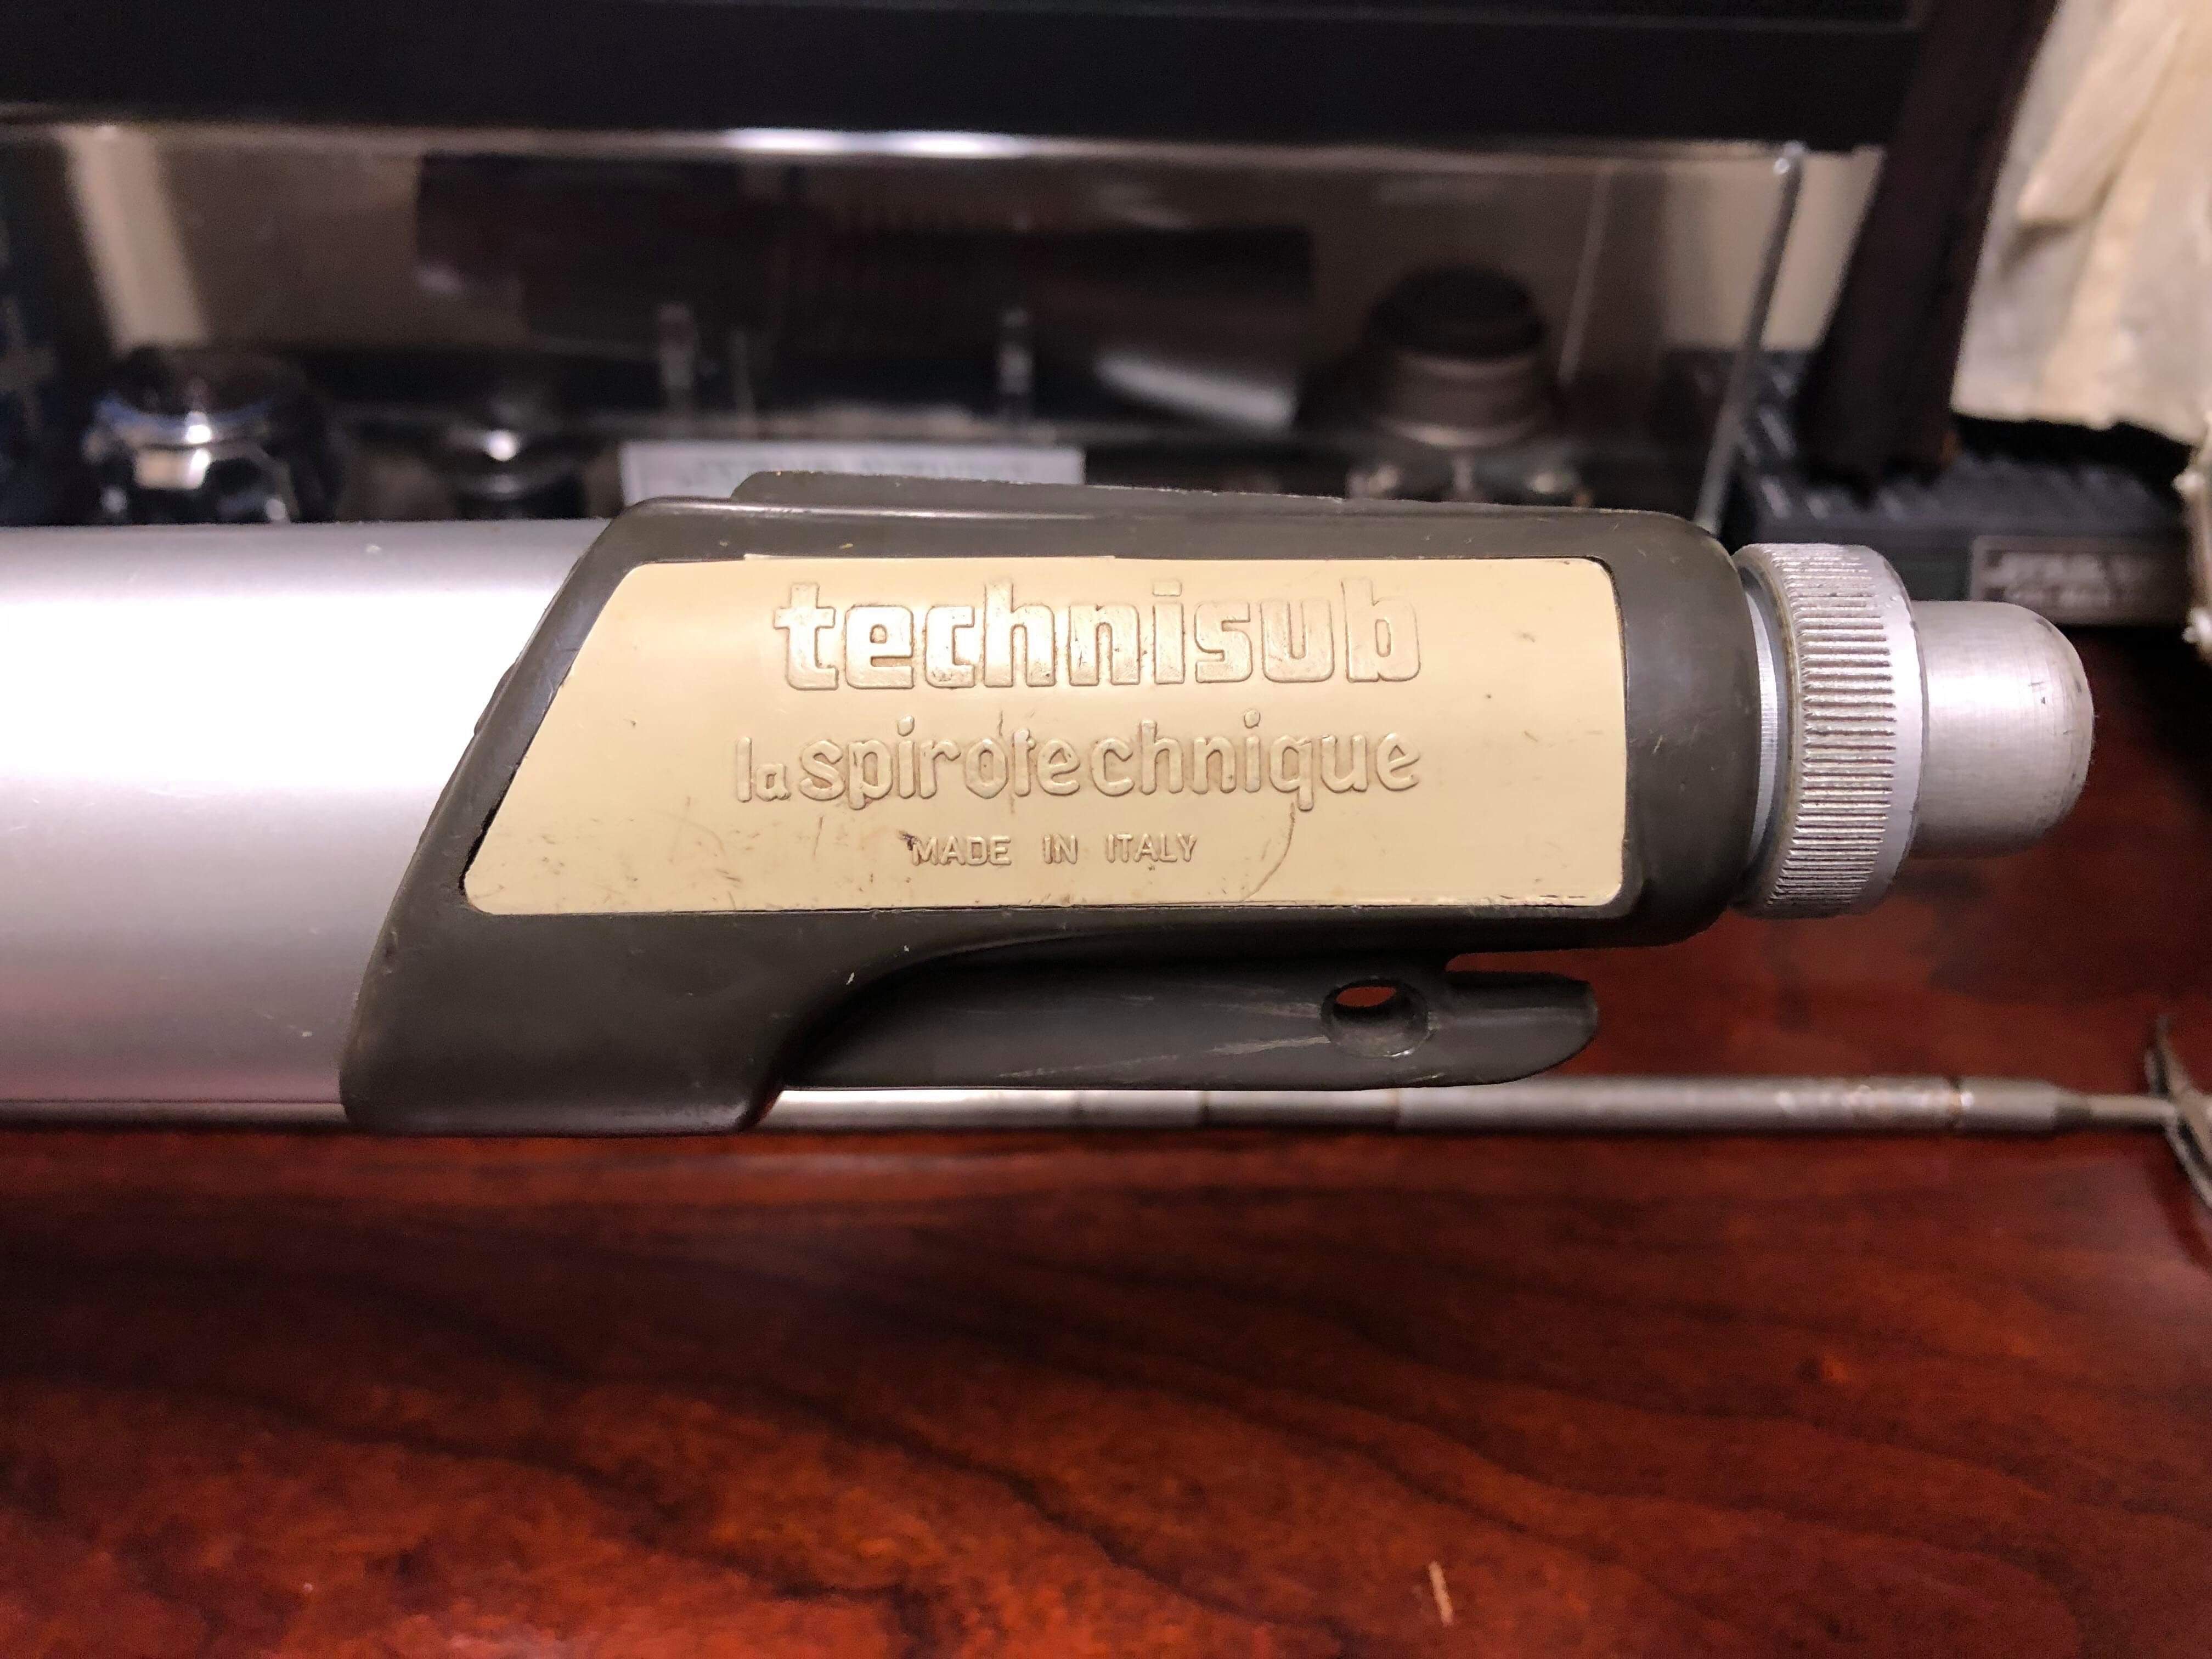 technisub
la spirotechnique
MADE IN ITALY